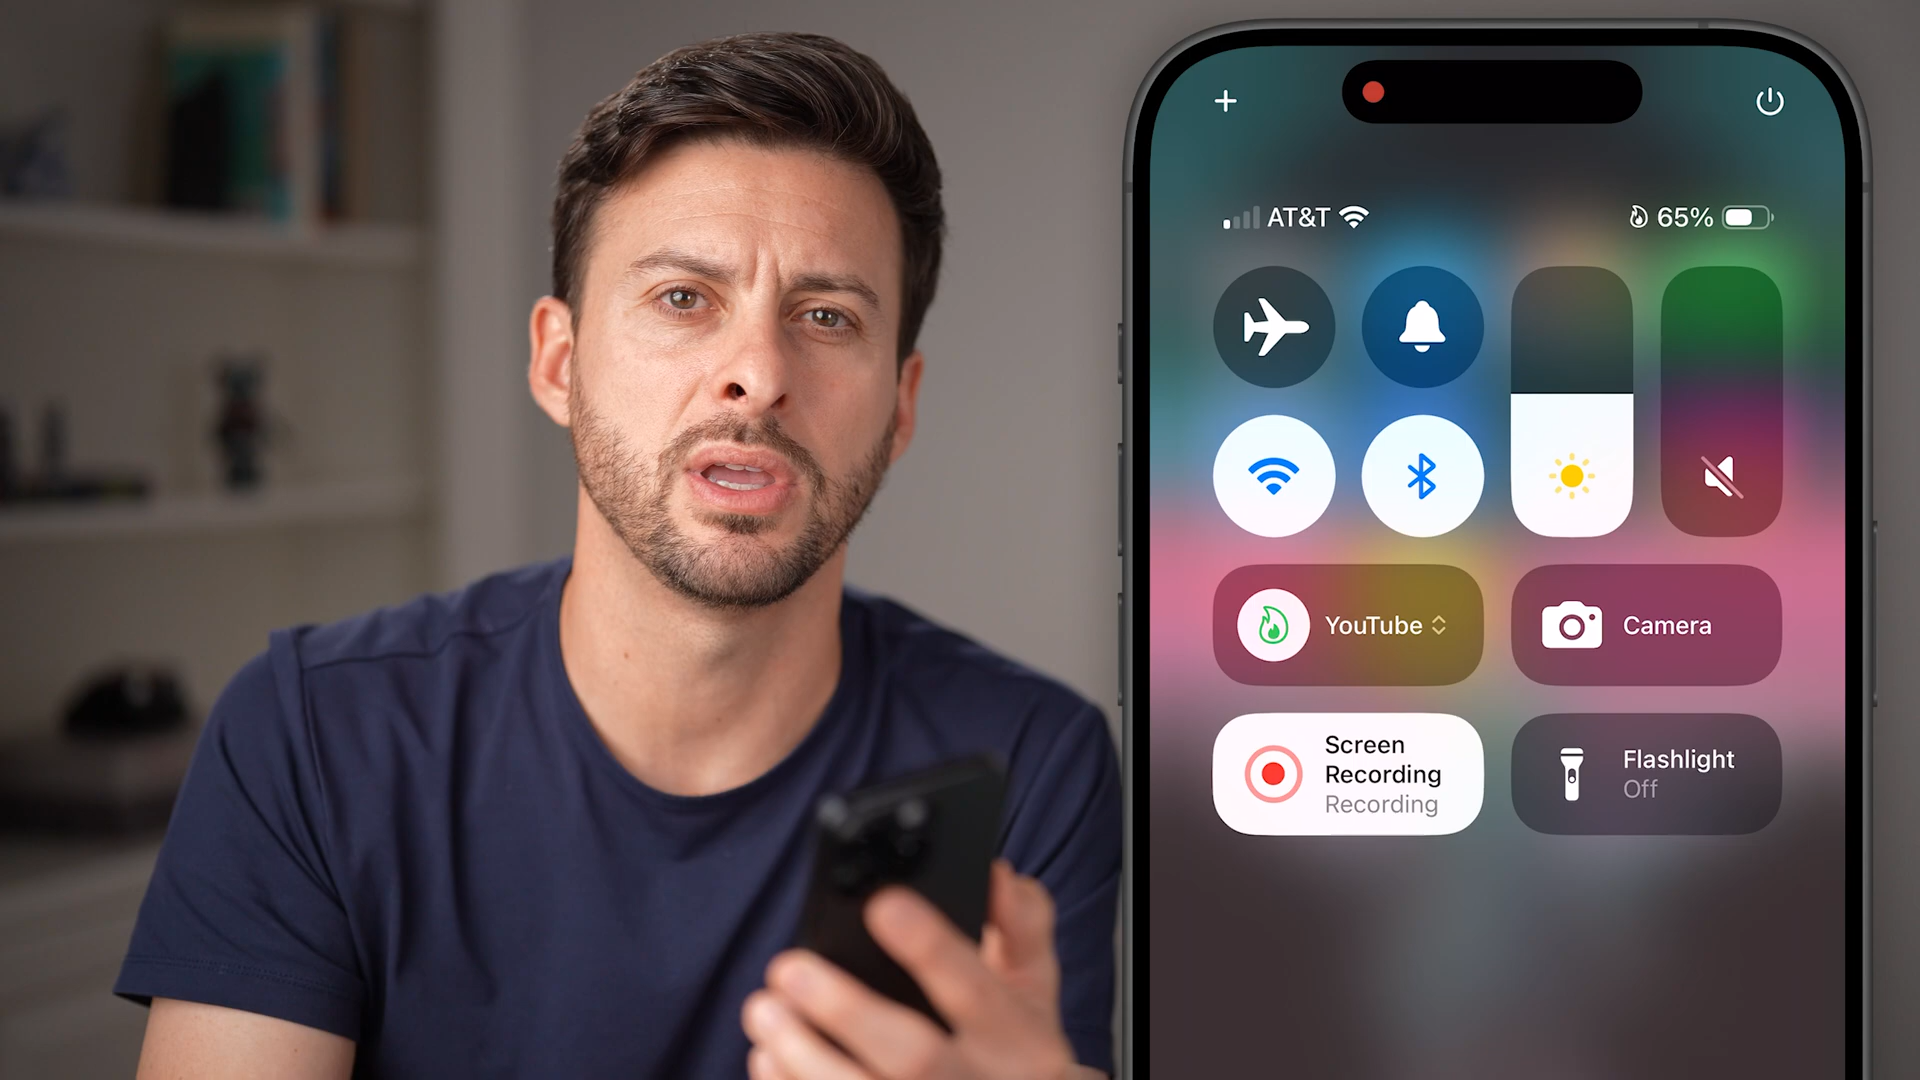 AT&T
65%
YouTube
Camera
Screen
Recording
Recording
Flashlight
Off